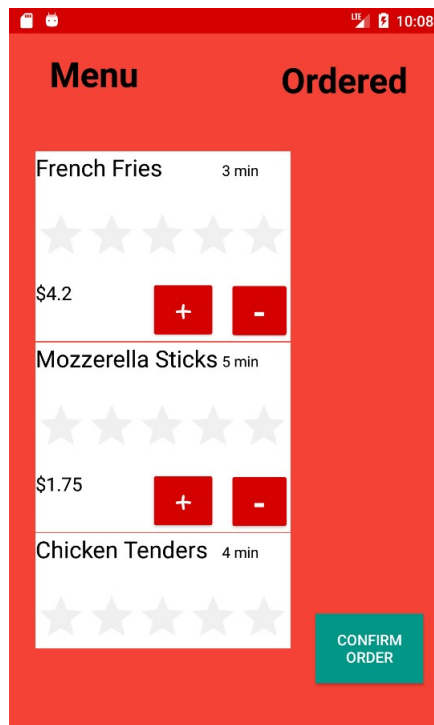 LTE 10:08
Menu
Ordered
French Fries 3 min
$4.2
+ -
Mozzerella Sticks 5 min
$1.75
+ -
Chicken Tenders 4 min
CONFIRM
ORDER